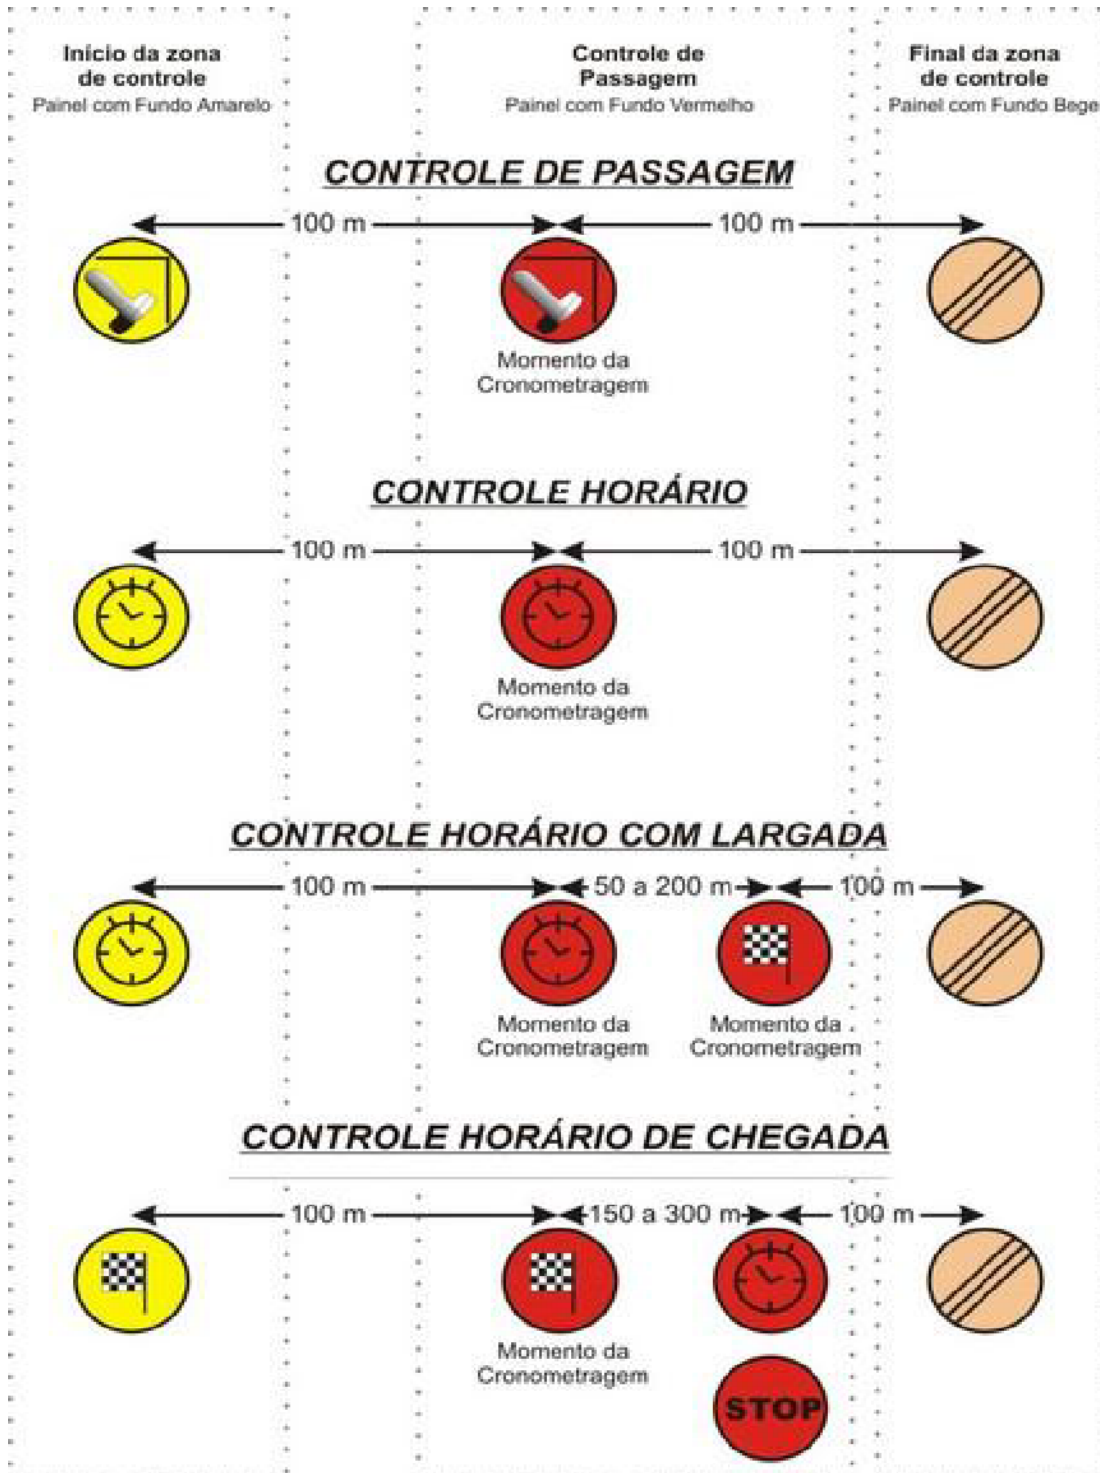 Início da zona
de controle
Painel com Fundo Amarelo
Controle de
Passagem
Painel com Fundo Vermelho
Final da zona
de controle
Painel com Fundo Bege
CONTROLE DE PASSAGEM
100 m
100 m
Momento da
Cronometragem
CONTROLE HORÁRIO
100 m
100 m
Momento da
Cronometragem
CONTROLE HORÁRIO COM LARGADA
100 m
50 a 200 m
100 m
Momento da
Cronometragem
Momento da
Cronometragem
CONTROLE HORÁRIO DE CHEGADA
100 m
150 a 300 m
100 m
Momento da
Cronometragem
STOP